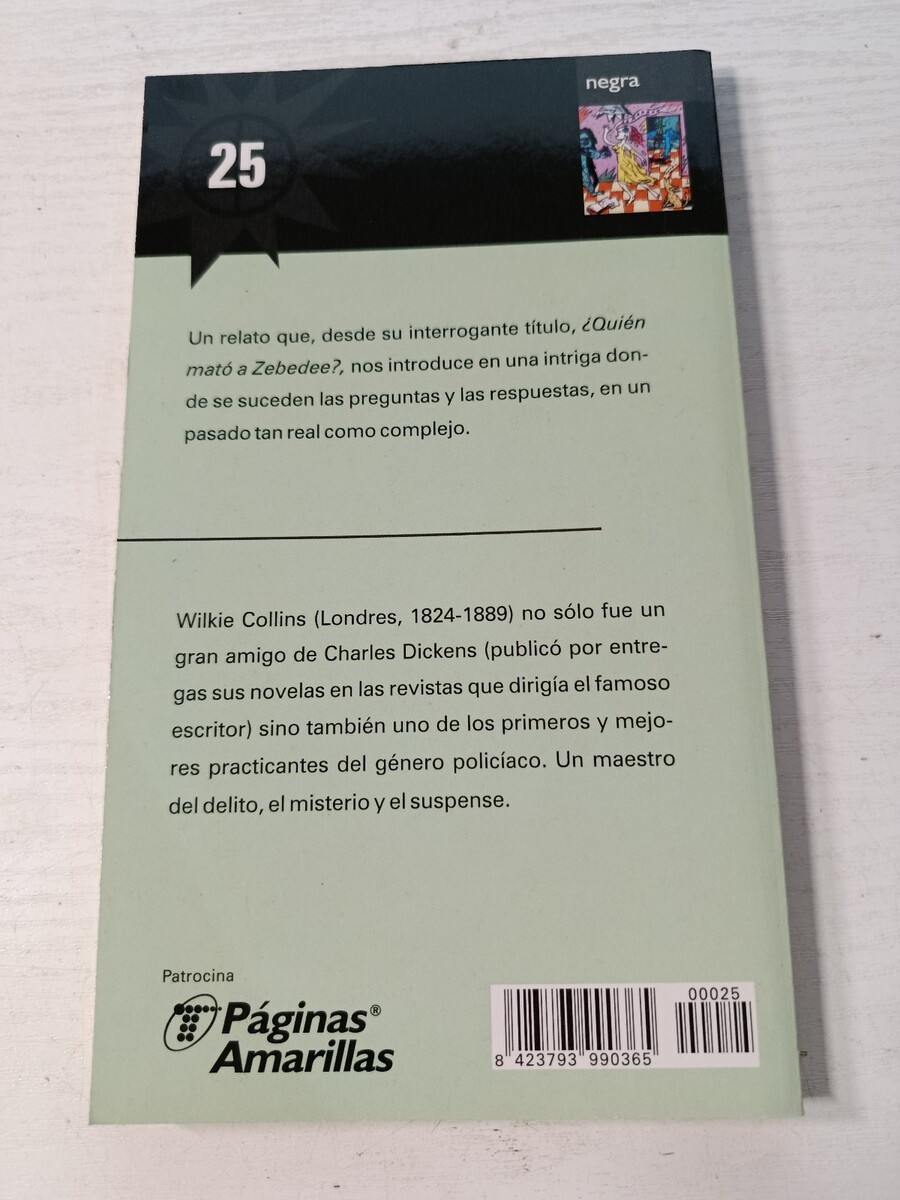 negra
25
Un relato que, desde su interrogante título, ¿Quién
mató a Zebedee?, nos introduce en una intriga don-
de se suceden las preguntas y las respuestas, en un
pasado tan real como complejo.
Wilkie Collins (Londres, 1824-1889) no sólo fue un
gran amigo de Charles Dickens (publicó por entre-
gas sus novelas en las revistas que dirigía el famoso
escritor) sino también uno de los primeros y mejo-
res practicantes del género policíaco. Un maestro
del delito, el misterio y el suspense.
Patrocina
Páginas®
Amarillas
00025
8 423793 990365